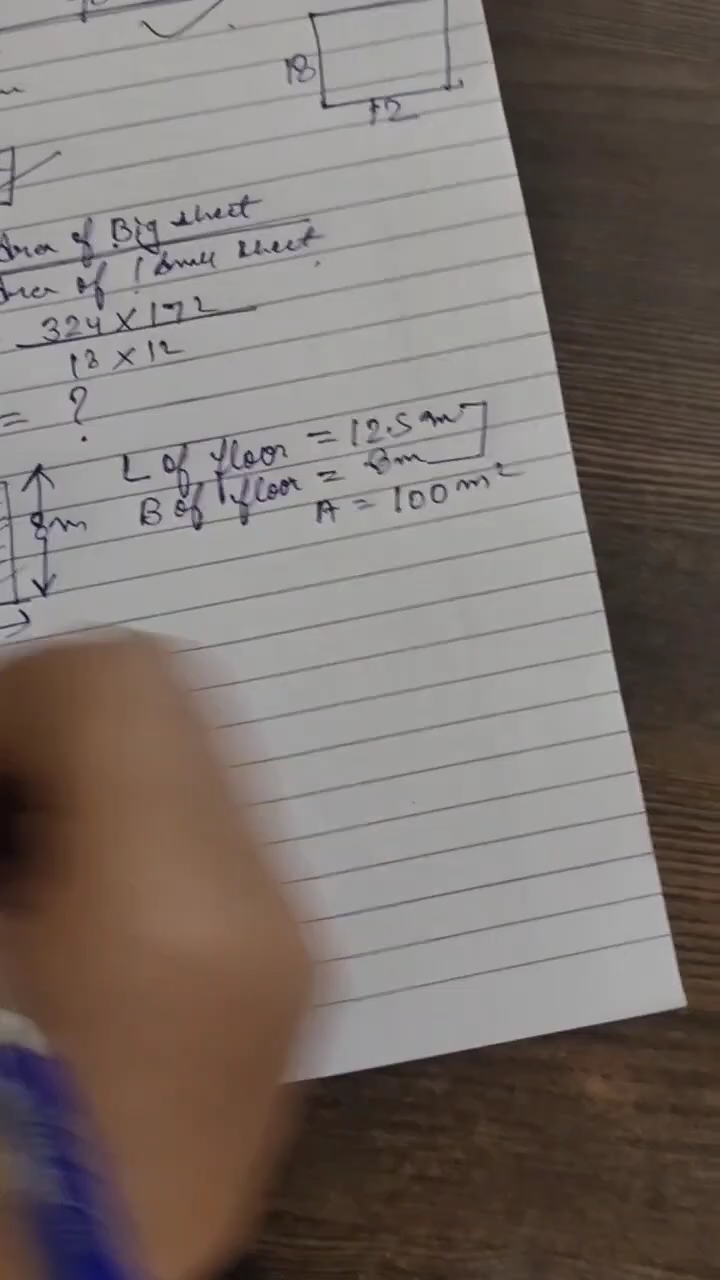 18
12
Area of Big sheet
Area of 1 small sheet
324 × 172
18 × 12
= ?
8m
L of floor = 12.5 m
B of floor = 8m
A = 100 m²